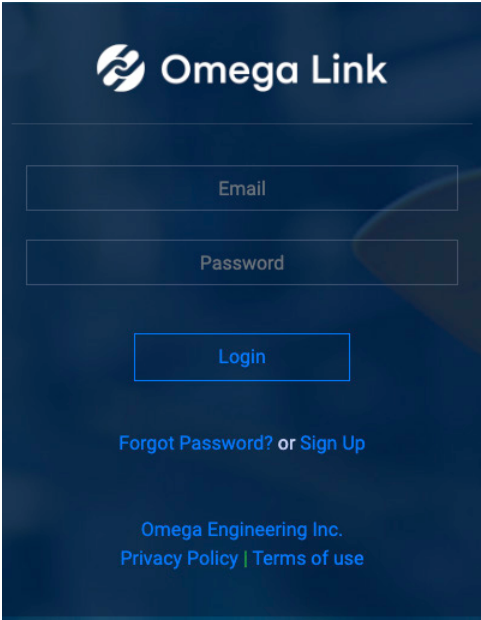 Omega Link
Email
Password
Login
Forgot Password? or Sign Up
Omega Engineering Inc.
Privacy Policy | Terms of use